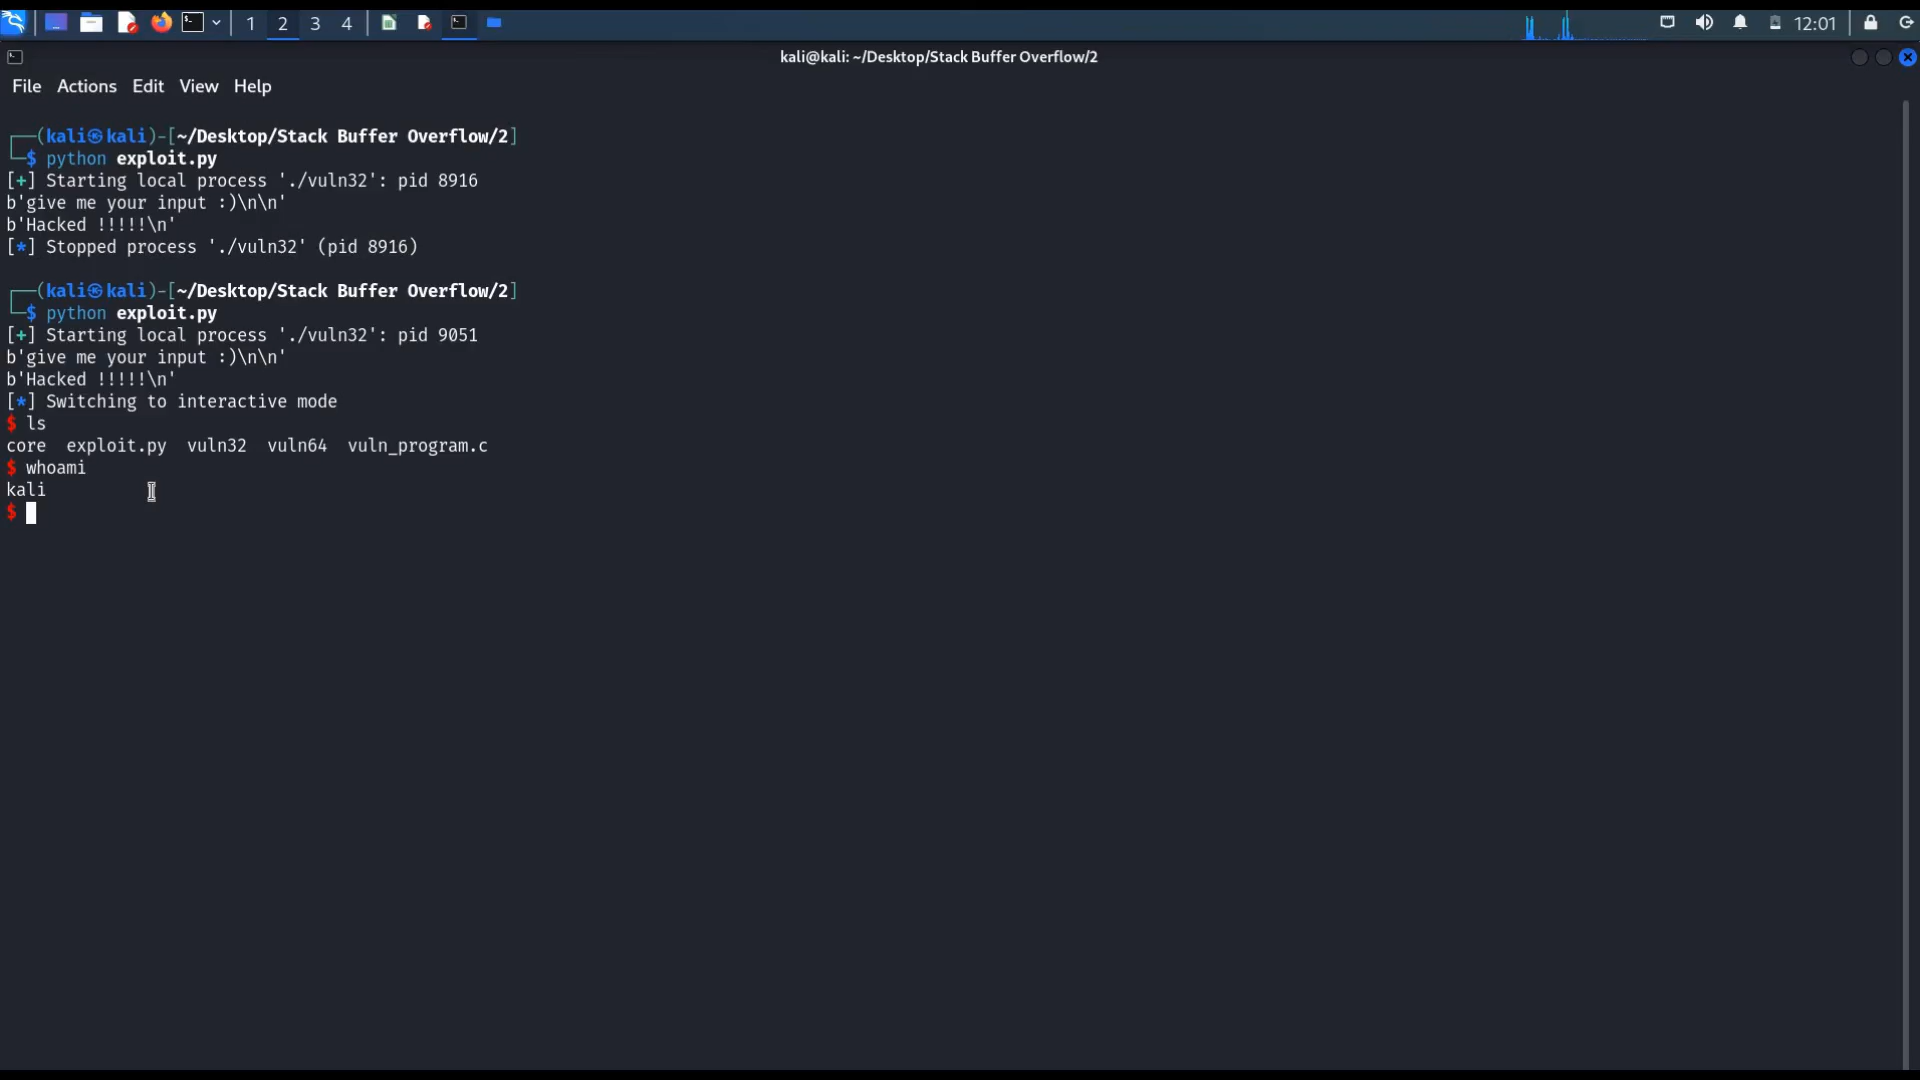 1 2 3 4 12:01
kali@kali: ~/Desktop/Stack Buffer Overflow/2
File Actions Edit View Help
┌──(kali㉿kali)-[~/Desktop/Stack Buffer Overflow/2]
└─$ python exploit.py
[+] Starting local process './vuln32': pid 8916
b'give me your input :)\n\n'
b'Hacked !!!!!\n'
[*] Stopped process './vuln32' (pid 8916)
┌──(kali㉿kali)-[~/Desktop/Stack Buffer Overflow/2]
└─$ python exploit.py
[+] Starting local process './vuln32': pid 9051
b'give me your input :)\n\n'
b'Hacked !!!!!\n'
[*] Switching to interactive mode
$ ls
core exploit.py vuln32 vuln64 vuln_program.c
$ whoami
kali
$